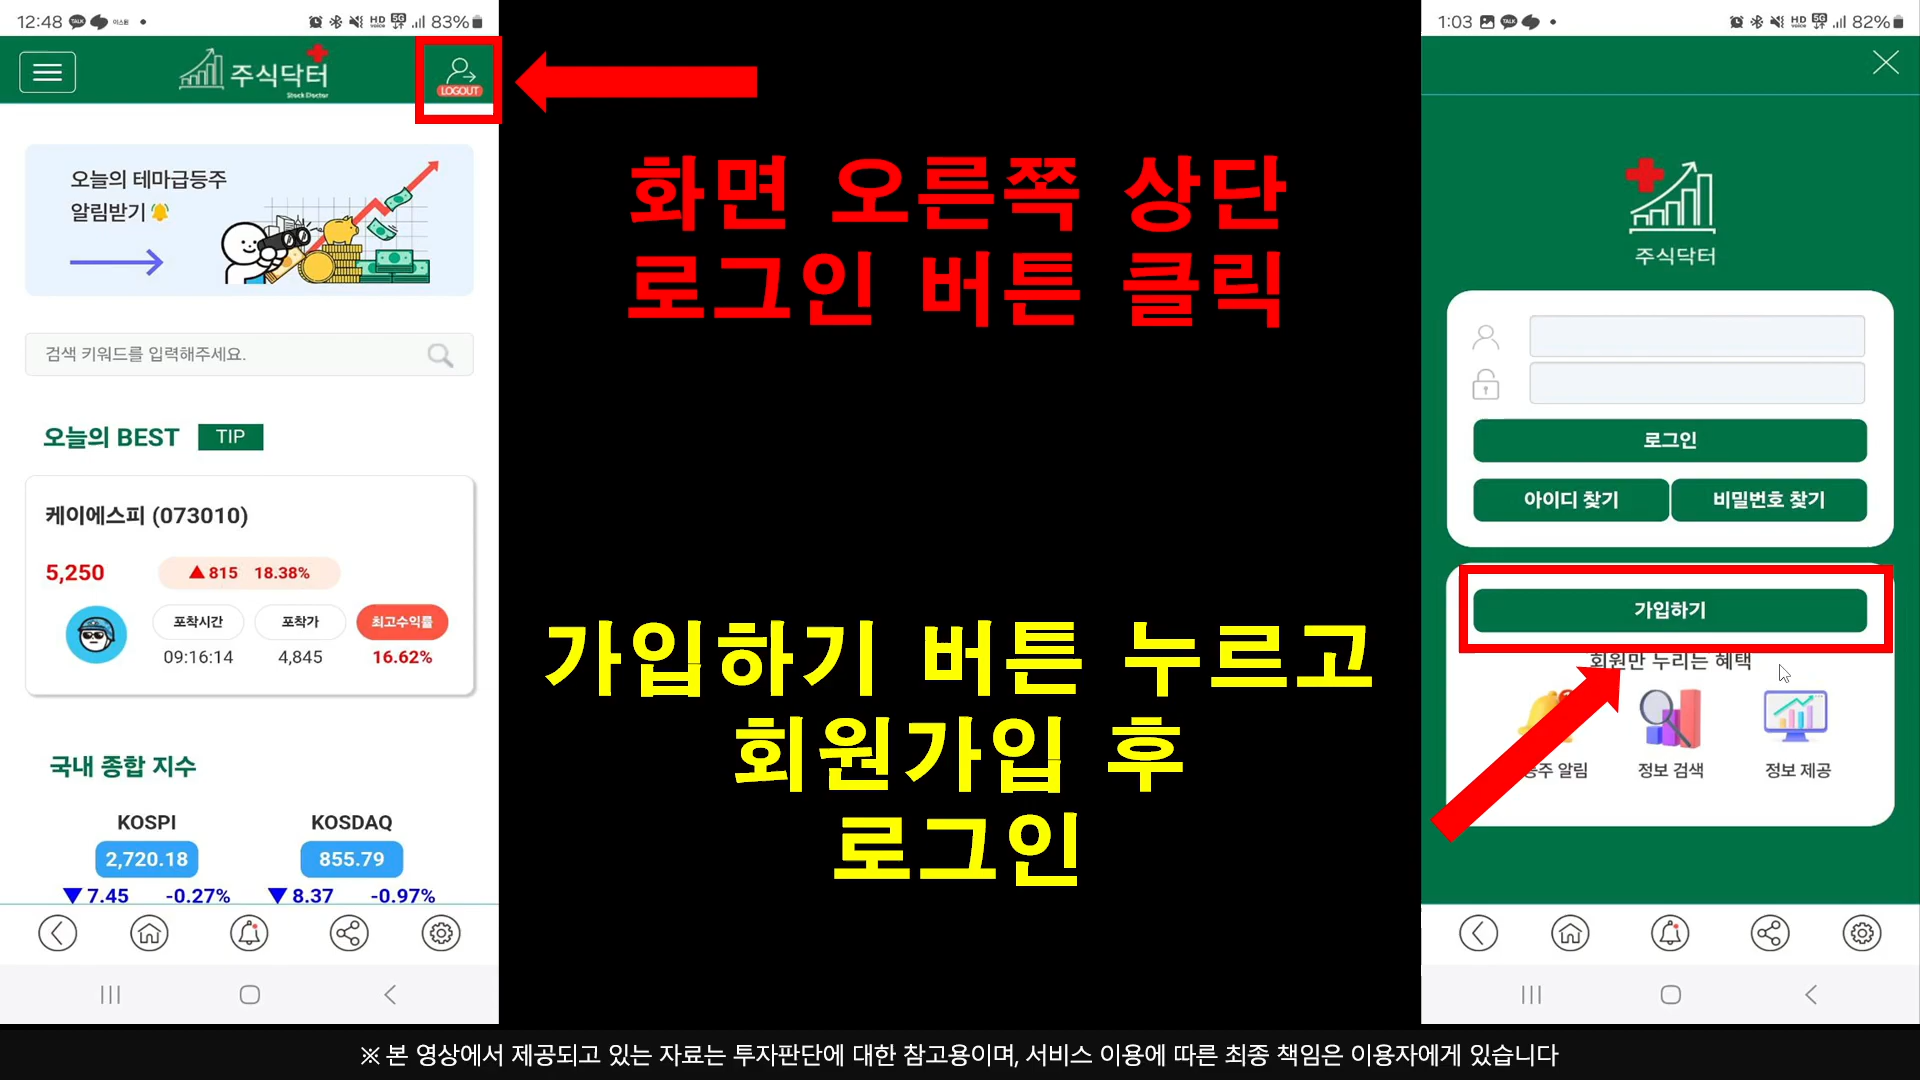 12:48
83%
주식닥터
Stock Doctor
LOGOUT
오늘의 테마급등주
알림받기
검색 키워드를 입력해주세요.
오늘의 BEST TIP
케이에스피 (073010)
5,250 ▲ 815 18.38%
포착시간 포착가 최고수익률
09:16:14 4,845 16.62%
국내 종합 지수
KOSPI KOSDAQ
2,720.18 855.79
▼ 7.45 -0.27% ▼ 8.37 -0.97%
화면 오른쪽 상단
로그인 버튼 클릭
가입하기 버튼 누르고
회원가입 후
로그인
1:03
82%
주식닥터
로그인
아이디 찾기 비밀번호 찾기
가입하기
회원만 누리는 혜택
등주 알림 정보 검색 정보 제공
※ 본 영상에서 제공되고 있는 자료는 투자판단에 대한 참고용이며, 서비스 이용에 따른 최종 책임은 이용자에게 있습니다